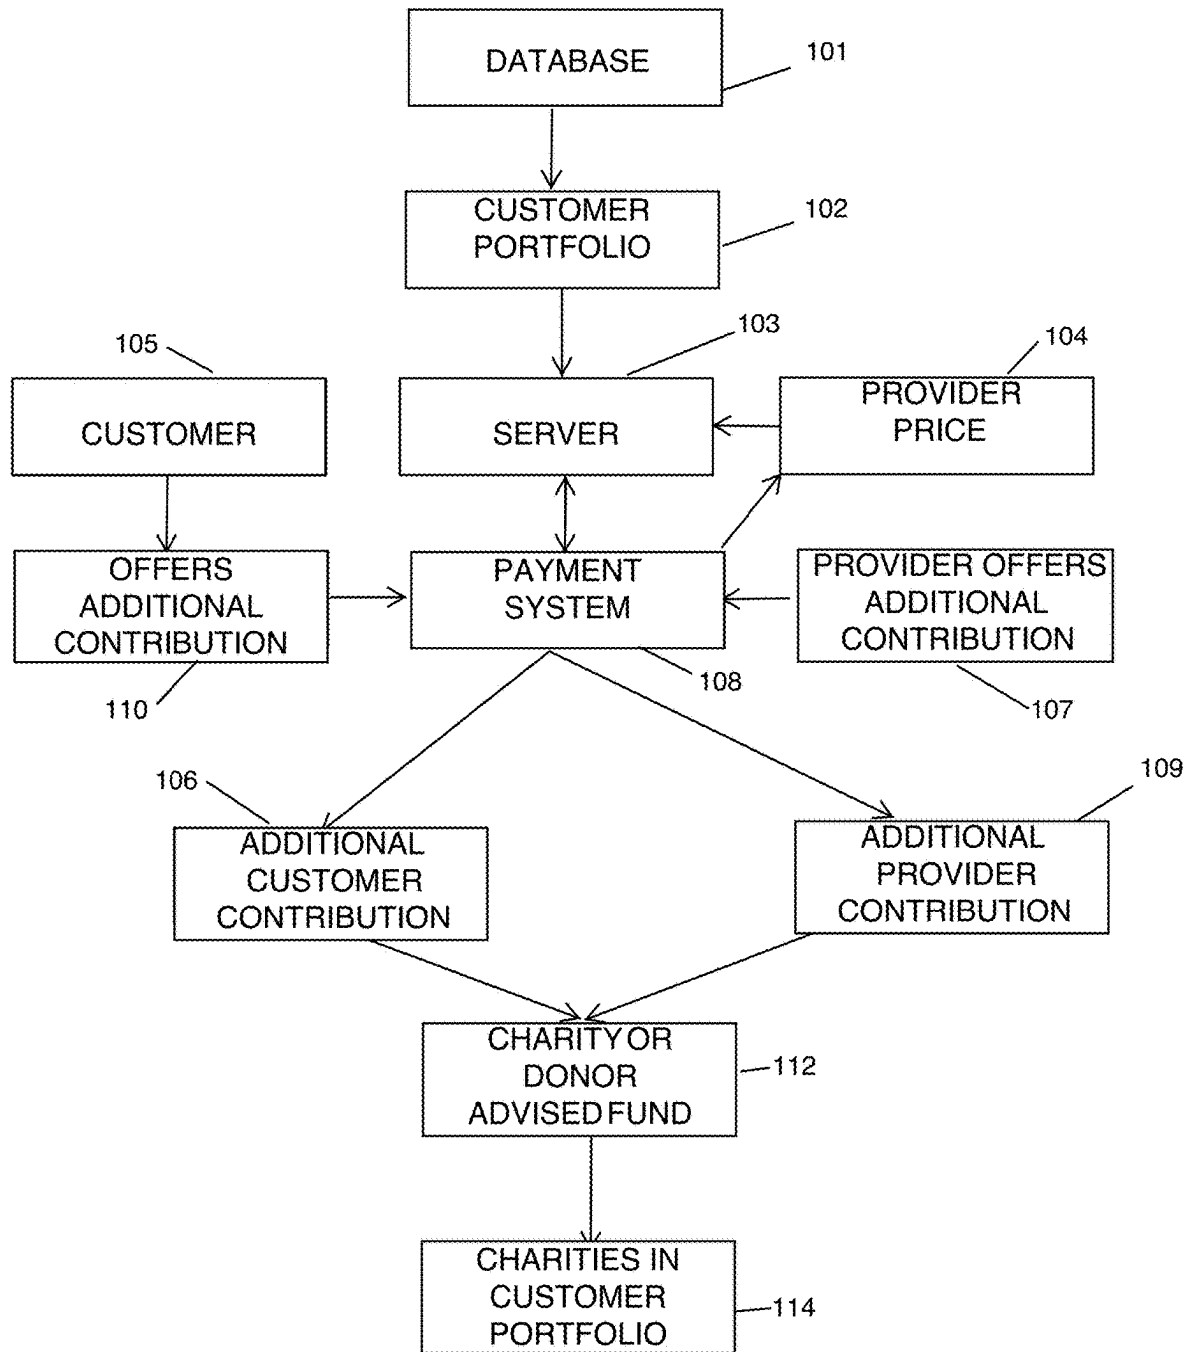 DATABASE
101
CUSTOMER
PORTFOLIO
102
103
104
105
CUSTOMER
SERVER
PROVIDER
PRICE
OFFERS
ADDITIONAL
CONTRIBUTION
110
PAYMENT
SYSTEM
108
PROVIDER OFFERS
ADDITIONAL
CONTRIBUTION
107
106
ADDITIONAL
CUSTOMER
CONTRIBUTION
109
ADDITIONAL
PROVIDER
CONTRIBUTION
CHARITY OR
DONOR
ADVISED FUND
112
CHARITIES IN
CUSTOMER
PORTFOLIO
114